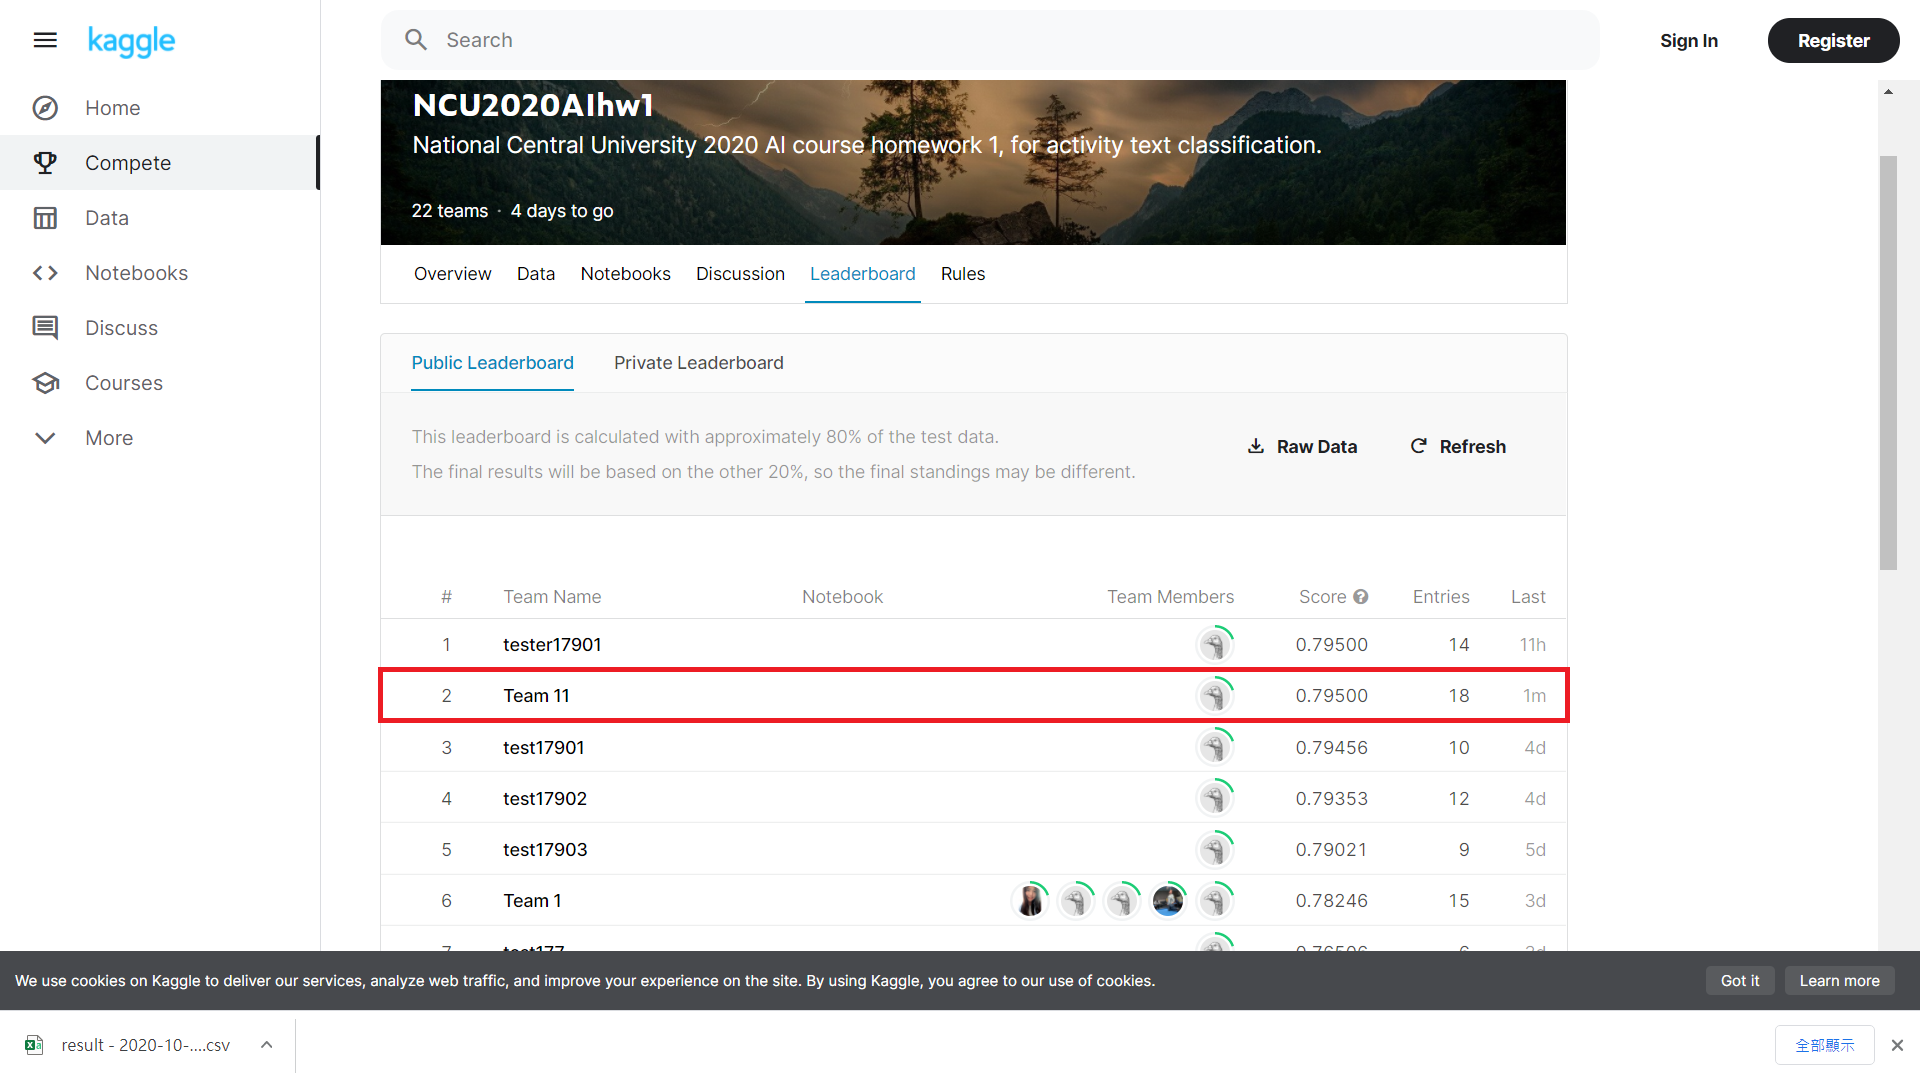 kaggle
Search
Sign In
Register
Home
Compete
Data
Notebooks
Discuss
Courses
More
NCU2020AIhw1
National Central University 2020 AI course homework 1, for activity text classification.
22 teams · 4 days to go
Overview Data Notebooks Discussion Leaderboard Rules
Public Leaderboard Private Leaderboard
This leaderboard is calculated with approximately 80% of the test data.
The final results will be based on the other 20%, so the final standings may be different.
Raw Data Refresh
# Team Name Notebook Team Members Score Entries Last
1 tester17901 0.79500 14 11h
2 Team 11 0.79500 18 1m
3 test17901 0.79456 10 4d
4 test17902 0.79353 12 4d
5 test17903 0.79021 9 5d
6 Team 1 0.78246 15 3d
7 test177
We use cookies on Kaggle to deliver our services, analyze web traffic, and improve your experience on the site. By using Kaggle, you agree to our use of cookies.
Got it Learn more
result - 2020-10-....csv
全部顯示